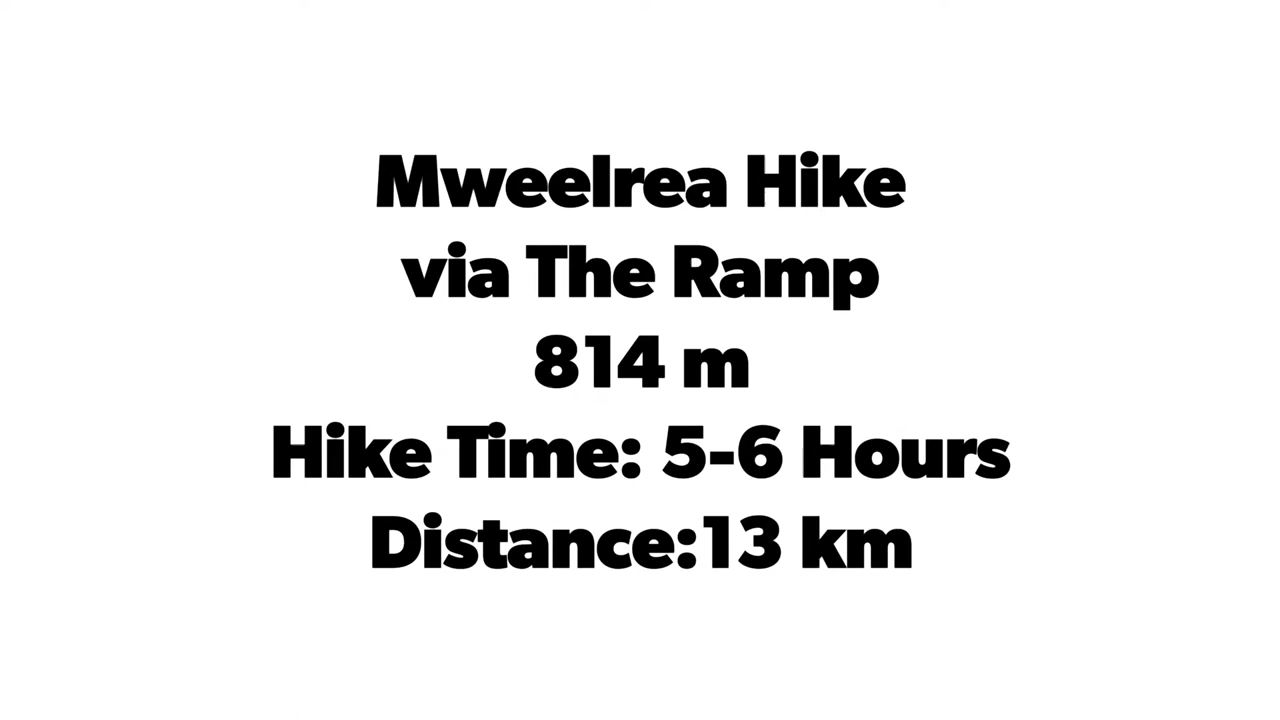 Mweelrea Hike
via The Ramp
814 m
Hike Time: 5-6 Hours
Distance:13 km